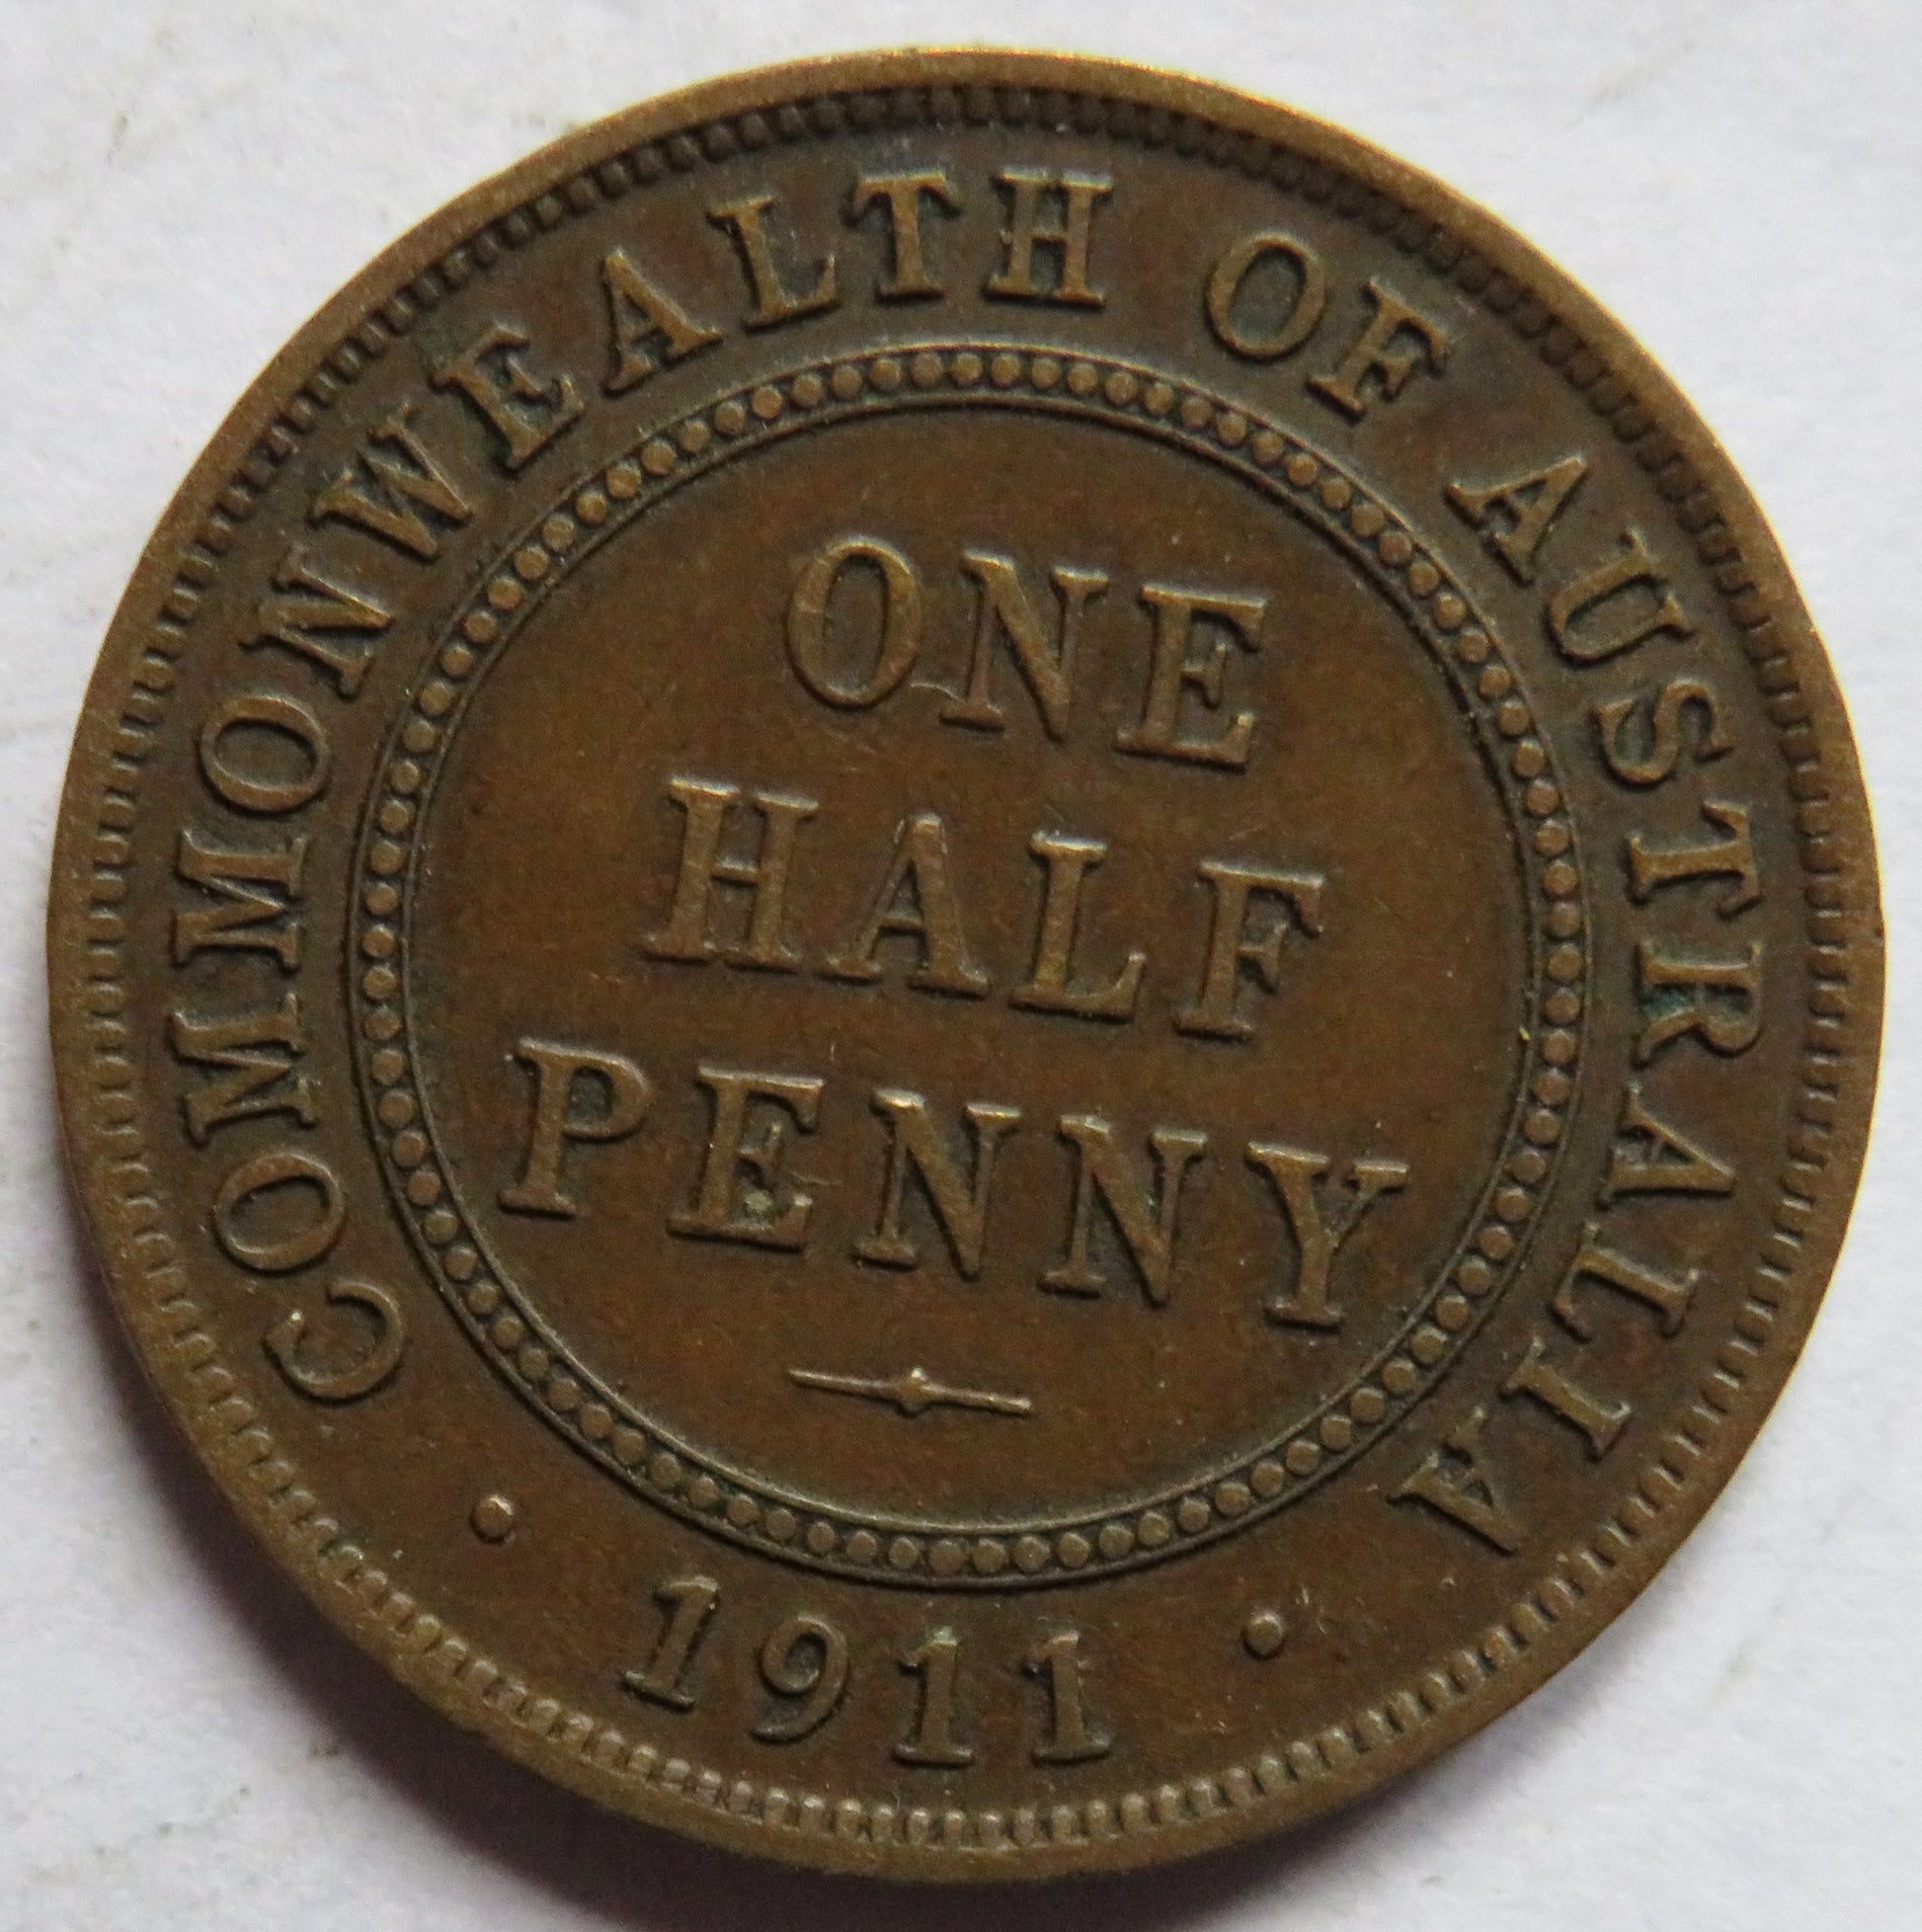 COMMONWEALTH OF AUSTRALIA
ONE
HALF
PENNY
· 1911 ·